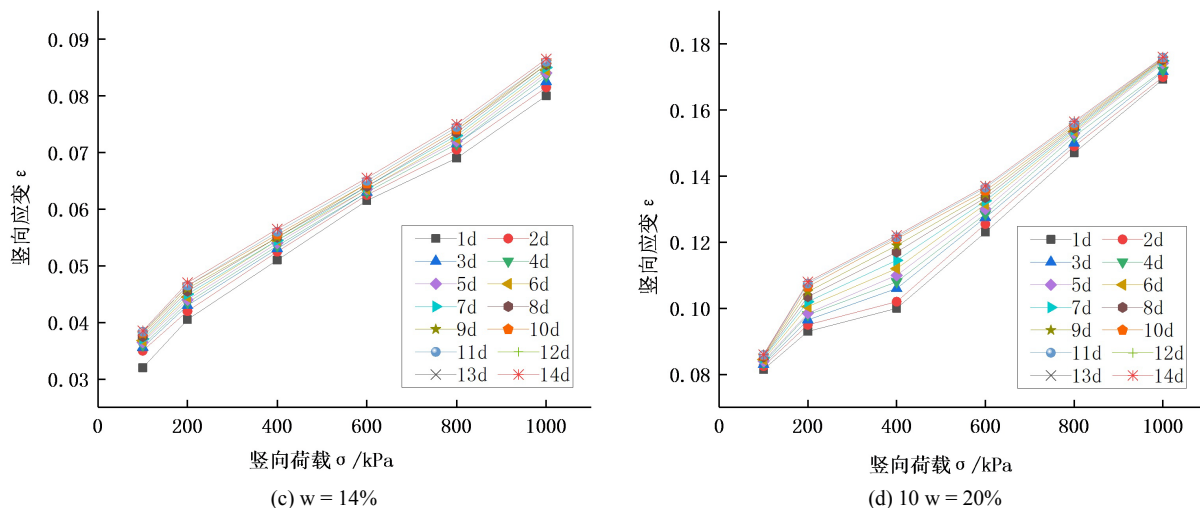 0.09
0.08
0.07
0.06
0.05
0.04
0.03
竖向应变 ε
1d 2d
3d 4d
5d 6d
7d 8d
9d 10d
11d 12d
13d 14d
0 200 400 600 800 1000
竖向荷载 σ /kPa
(c) w = 14%
0.18
0.16
0.14
0.12
0.10
0.08
竖向应变 ε
1d 2d
3d 4d
5d 6d
7d 8d
9d 10d
11d 12d
13d 14d
0 200 400 600 800 1000
竖向荷载 σ /kPa
(d) 10 w = 20%